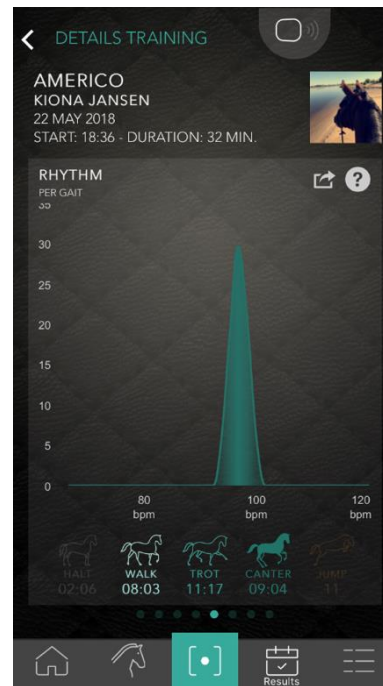 DETAILS TRAINING
AMERICO
KIONA JANSEN
22 MAY 2018
START: 18:36 - DURATION: 32 MIN.
RHYTHM
PER GAIT
?
35
30
25
20
15
10
5
0
80 100 120
bpm bpm bpm
HALT WALK TROT CANTER JUMP
02:06 08:03 11:17 09:04 11
Results